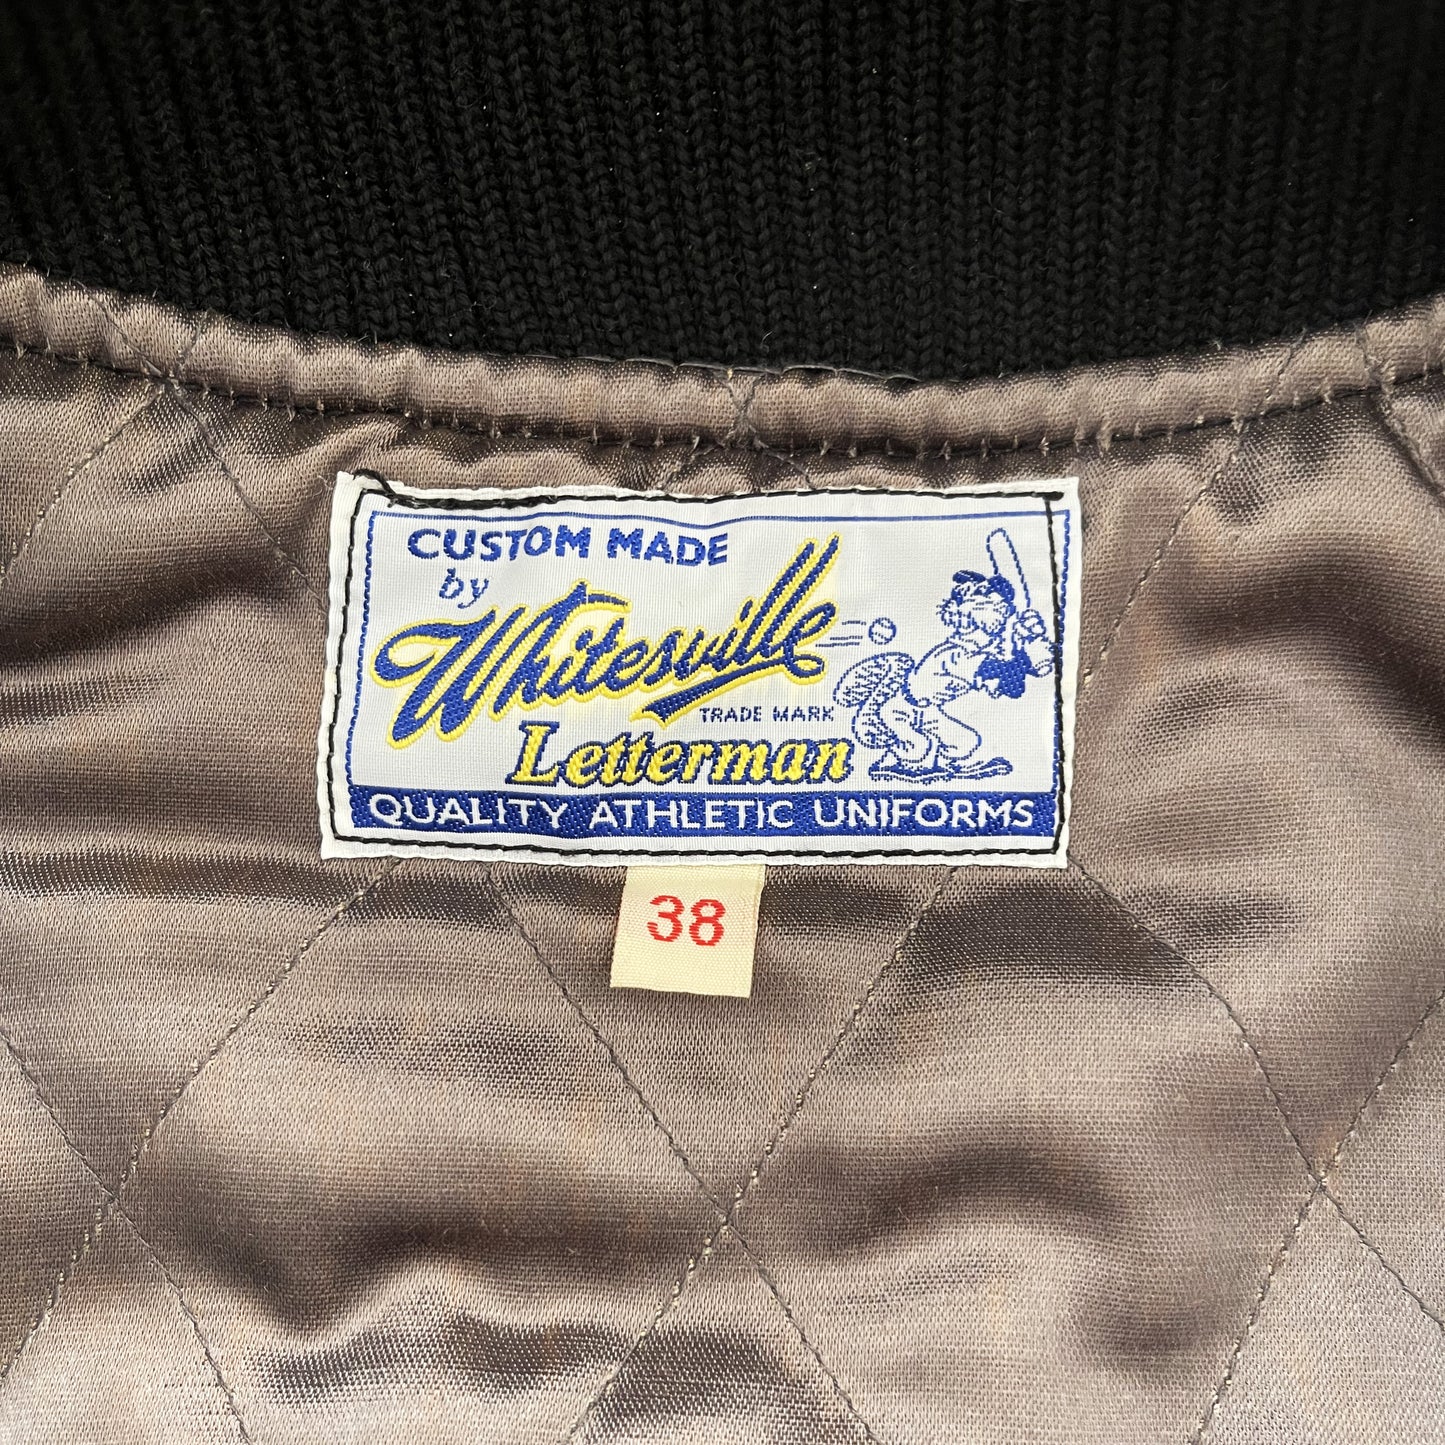 CUSTOM MADE
by
Whitesville
TRADE MARK
Letterman
QUALITY ATHLETIC UNIFORMS
38